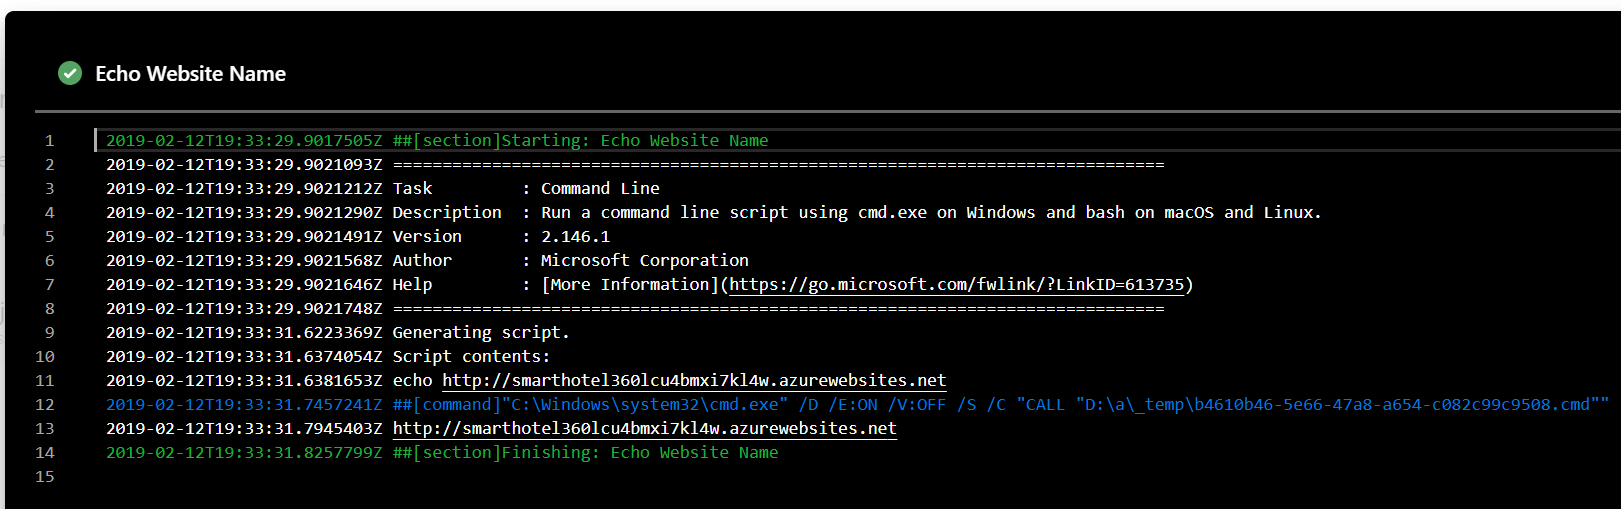 Echo Website Name
1 2019-02-12T19:33:29.9017505Z ##[section]Starting: Echo Website Name
2 2019-02-12T19:33:29.9021093Z ==============================================================================
3 2019-02-12T19:33:29.9021212Z Task         : Command Line
4 2019-02-12T19:33:29.9021290Z Description  : Run a command line script using cmd.exe on Windows and bash on macOS and Linux.
5 2019-02-12T19:33:29.9021491Z Version      : 2.146.1
6 2019-02-12T19:33:29.9021568Z Author       : Microsoft Corporation
7 2019-02-12T19:33:29.9021646Z Help         : [More Information](https://go.microsoft.com/fwlink/?LinkID=613735)
8 2019-02-12T19:33:29.9021748Z ==============================================================================
9 2019-02-12T19:33:31.6223369Z Generating script.
10 2019-02-12T19:33:31.6374054Z Script contents:
11 2019-02-12T19:33:31.6381653Z echo http://smarthotel360lcu4bmxi7kl4w.azurewebsites.net
12 2019-02-12T19:33:31.7457241Z ##[command]"C:\Windows\system32\cmd.exe" /D /E:ON /V:OFF /S /C "CALL "D:\a\_temp\b4610b46-5e66-47a8-a654-c082c99c9508.cmd""
13 2019-02-12T19:33:31.7945403Z http://smarthotel360lcu4bmxi7kl4w.azurewebsites.net
14 2019-02-12T19:33:31.8257799Z ##[section]Finishing: Echo Website Name
15